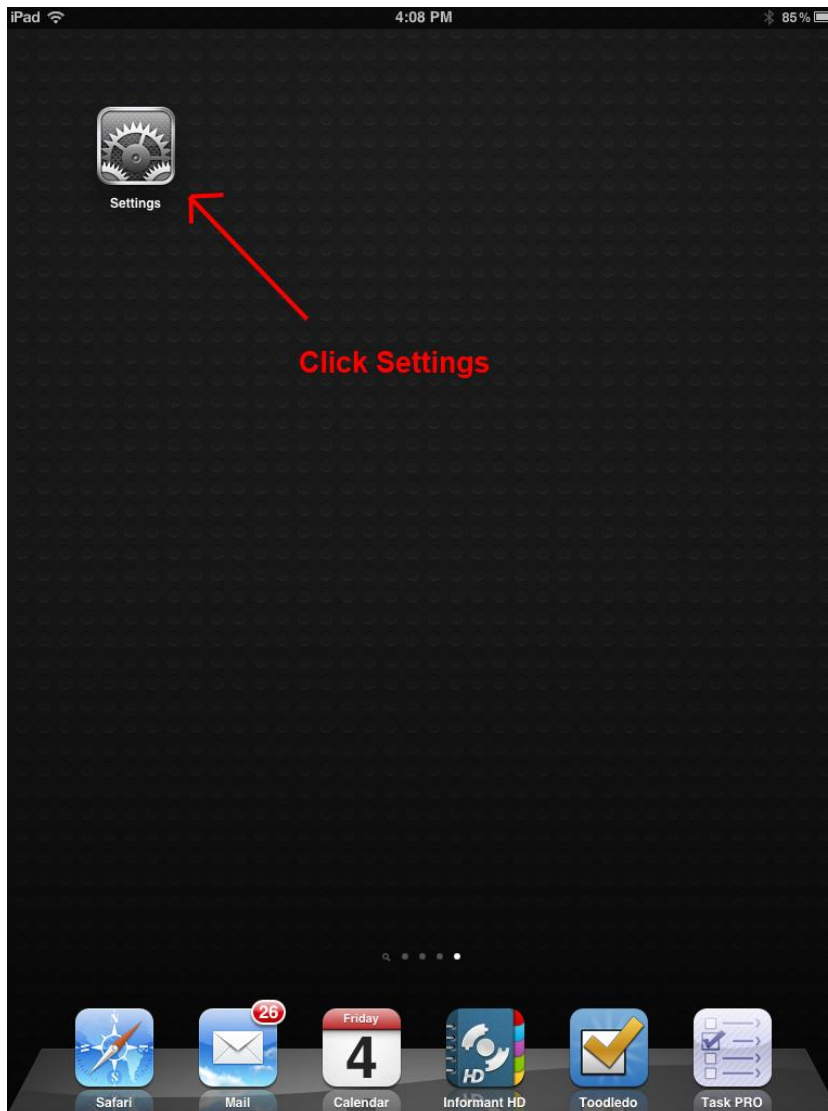 iPad 4:08 PM 85%
Settings
Click Settings
26
Friday
4
HD
Safari Mail Calendar Informant HD Toodledo Task PRO